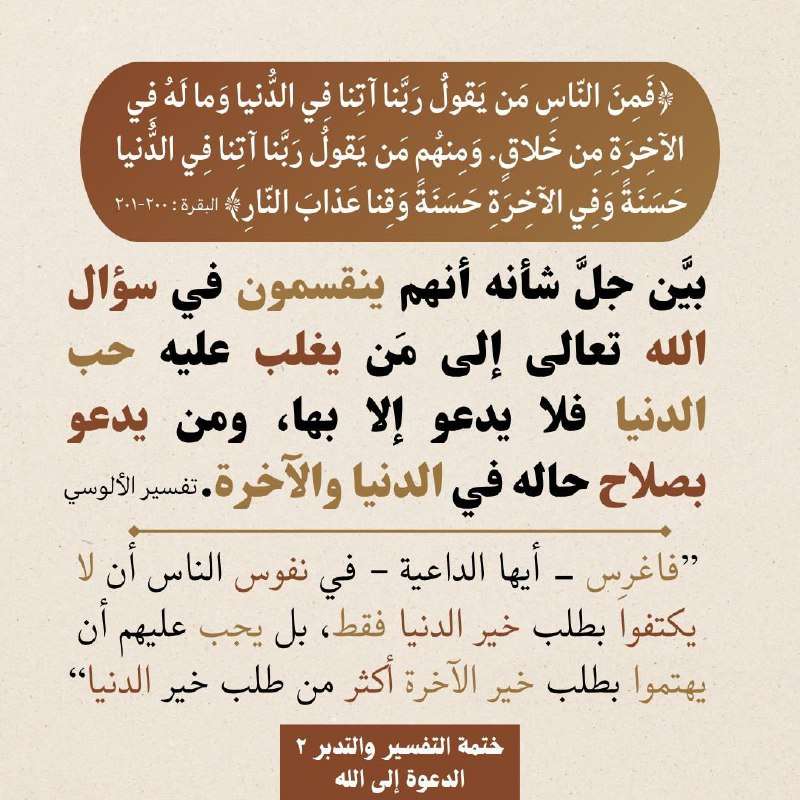 ﴿فَمِنَ النّاسِ مَن يَقولُ رَبَّنا آتِنا فِي الدُّنيا وَما لَهُ فِي
الآخِرَةِ مِن خَلاقٍ. وَمِنهُم مَن يَقولُ رَبَّنا آتِنا فِي الدُّنيا
حَسَنَةً وَفِي الآخِرَةِ حَسَنَةً وَقِنا عَذابَ النّارِ﴾ البقرة: ٢٠٠-٢٠١
بيَّن جلَّ شأنه أنهم ينقسمون في سؤال
الله تعالى إلى مَن يغلب عليه حب
الدنيا فلا يدعو إلا بها، ومن يدعو
بصلاح حاله في الدنيا والآخرة. تفسير الألوسي
”فاغرِس – أيها الداعية – في نفوس الناس أن لا
يكتفوا بطلب خير الدنيا فقط، بل يجب عليهم أن
يهتموا بطلب خير الآخرة أكثر من طلب خير الدنيا“
ختمة التفسير والتدبر ٢
الدعوة إلى الله